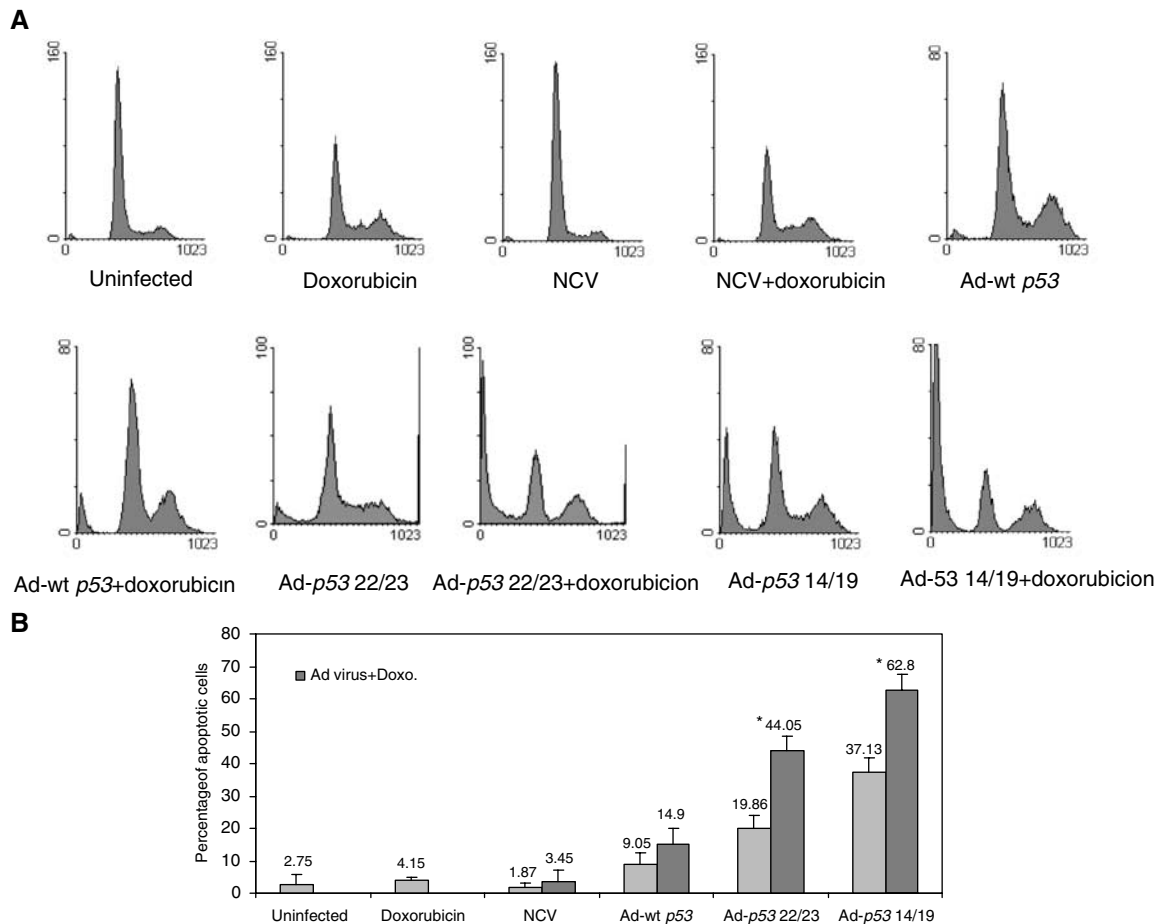 A
160 160 160 160 80
0 0 0 0 0
0 1023 0 1023 0 1023 0 1023 0 1023
Uninfected Doxorubicin NCV NCV+doxorubicin Ad-wt p53
80 100 100 80 80
0 0 0 0 0
0 1023 0 1023 0 1023 0 1023 0 1023
Ad-wt p53+doxorubicin Ad-p53 22/23 Ad-p53 22/23+doxorubicion Ad-p53 14/19 Ad-53 14/19+doxorubicion
B
Percentageof apoptotic cells
80
70
60
50
40
30
20
10
0
Ad virus+Doxo.
2.75 4.15 1.87 3.45 9.05 14.9 19.86 * 44.05 37.13 * 62.8
Uninfected Doxorubicin NCV Ad-wt p53 Ad-p53 22/23 Ad-p53 14/19